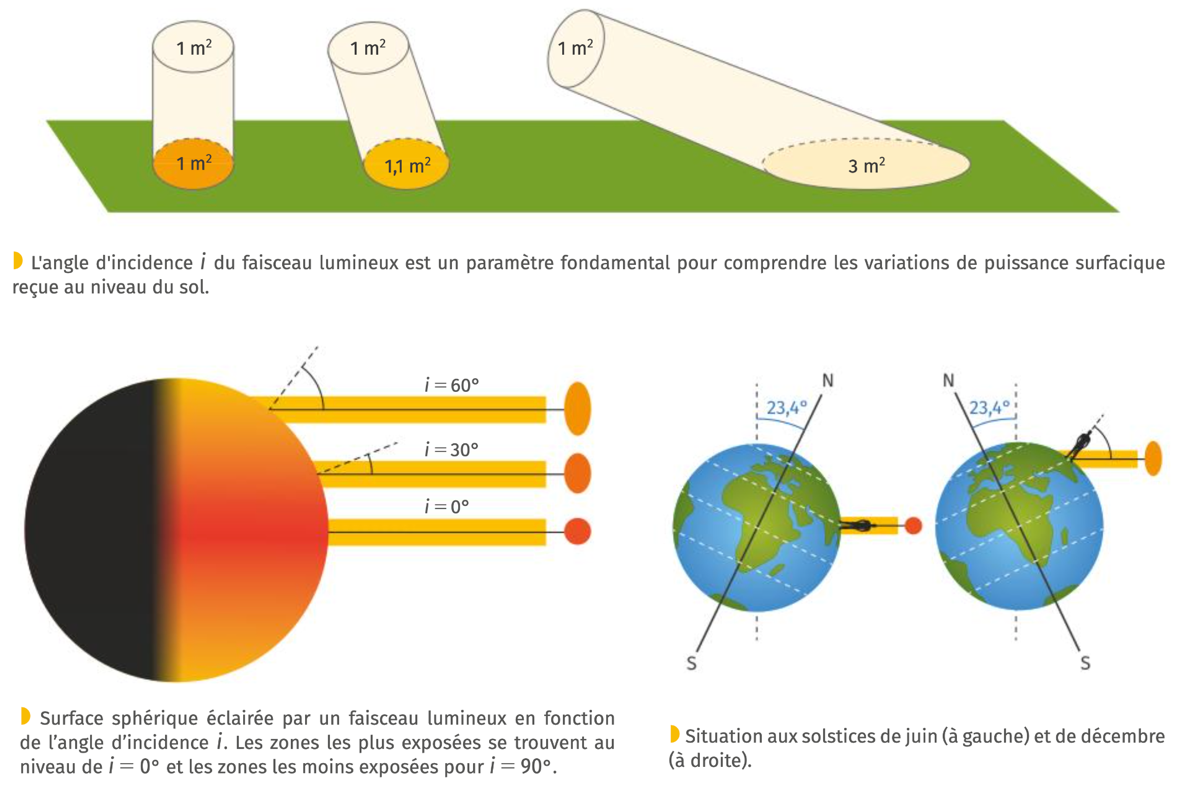 1 m²
1 m²
1 m²
1 m²
1,1 m²
3 m²
L'angle d'incidence i du faisceau lumineux est un paramètre fondamental pour comprendre les variations de puissance surfacique
reçue au niveau du sol.
i = 60°
i = 30°
i = 0°
N
23,4°
S
N
23,4°
S
Surface sphérique éclairée par un faisceau lumineux en fonction
de l’angle d’incidence i. Les zones les plus exposées se trouvent au
niveau de i = 0° et les zones les moins exposées pour i = 90°.
Situation aux solstices de juin (à gauche) et de décembre
(à droite).